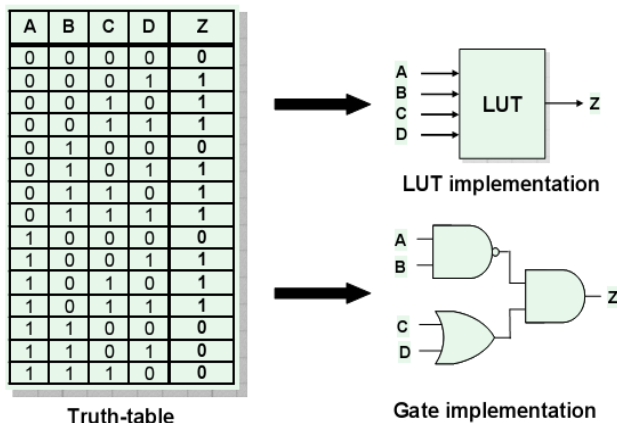 A B C D Z
0 0 0 0 0
0 0 0 1 1
0 0 1 0 1
0 0 1 1 1
0 1 0 0 0
0 1 0 1 1
0 1 1 0 1
0 1 1 1 1
1 0 0 0 0
1 0 0 1 1
1 0 1 0 1
1 0 1 1 1
1 1 0 0 0
1 1 0 1 0
1 1 1 0 0
Truth-table
A
B
C
D
LUT
Z
LUT implementation
A
B
C
D
Z
Gate implementation